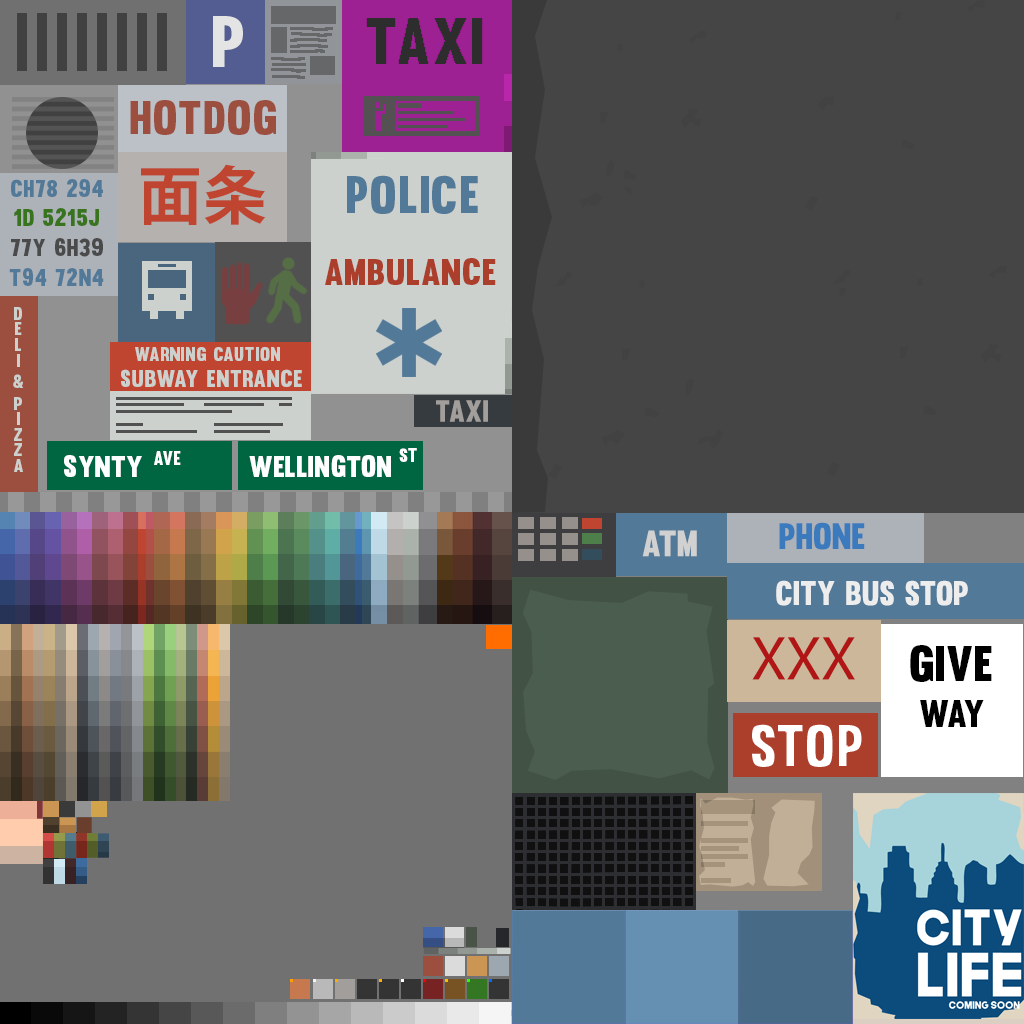 P
TAXI
HOTDOG
面条
CH78 294
1D 5215J
77Y 6H39
T94 72N4
POLICE
AMBULANCE
DELI & PIZZA
WARNING CAUTION
SUBWAY ENTRANCE
TAXI
SYNTY AVE
WELLINGTON ST
ATM
PHONE
CITY BUS STOP
XXX
GIVE
WAY
STOP
CITY
LIFE
COMING SOON